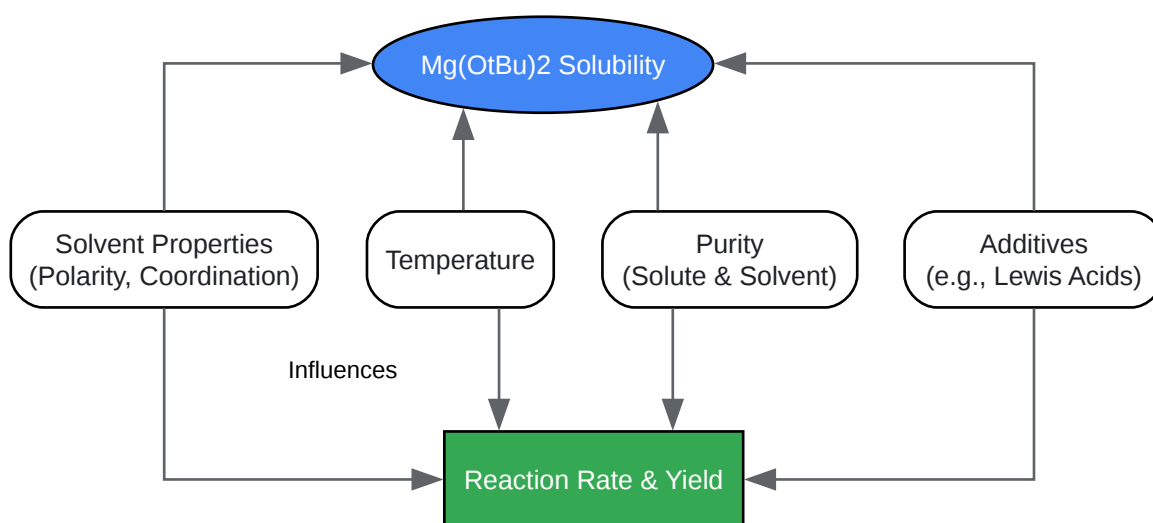 Mg(OtBu)2 Solubility
Solvent Properties
(Polarity, Coordination)
Temperature
Purity
(Solute & Solvent)
Additives
(e.g., Lewis Acids)
Influences
Reaction Rate & Yield